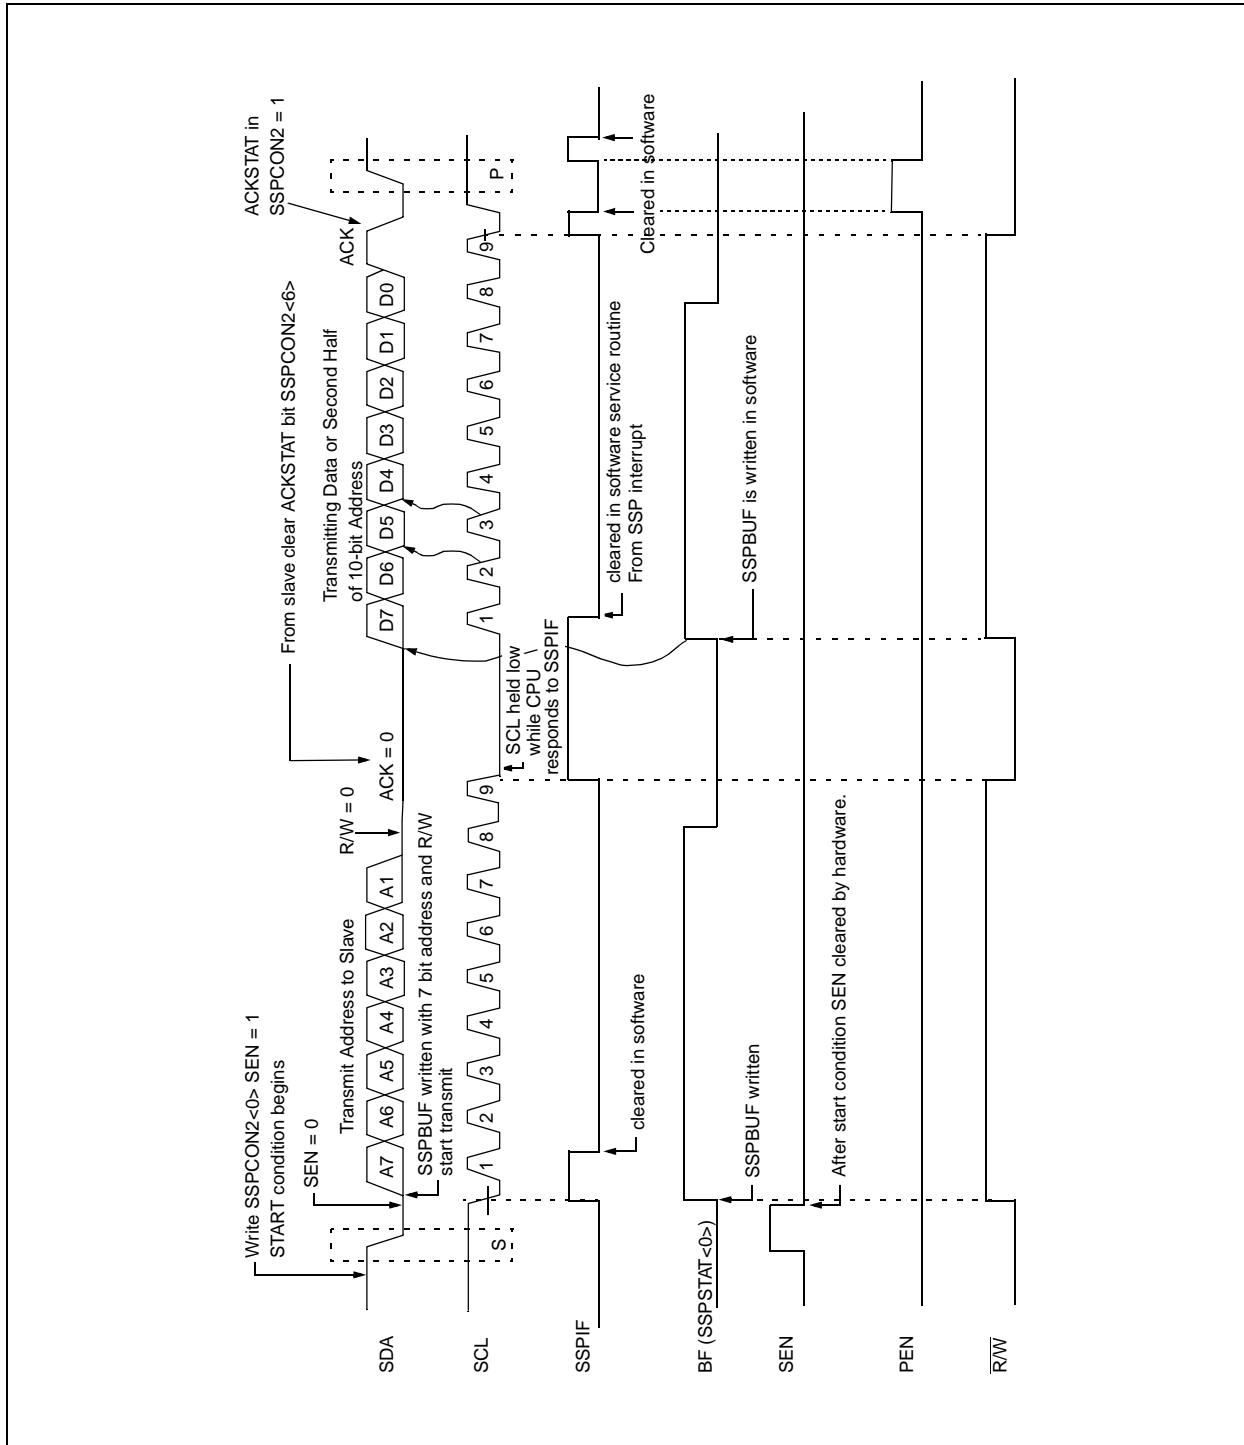 Write SSPCON2<0> SEN = 1
START condition begins
SEN = 0
Transmit Address to Slave
R/W = 0
From slave clear ACKSTAT bit SSPCON2<6>
Transmitting Data or Second Half
of 10-bit Address
ACKSTAT in
SSPCON2 = 1
ACK = 0
ACK
SDA
A7 A6 A5 A4 A3 A2 A1
D7 D6 D5 D4 D3 D2 D1 D0
SSPBUF written with 7 bit address and R/W
start transmit
SCL
S
1 2 3 4 5 6 7 8 9
1 2 3 4 5 6 7 8 9
P
SCL held low
while CPU
responds to SSPIF
SSPIF
cleared in software
cleared in software service routine
From SSP interrupt
Cleared in software
BF (SSPSTAT<0>)
SSPBUF written
SSPBUF is written in software
SEN
After start condition SEN cleared by hardware.
PEN
R/W